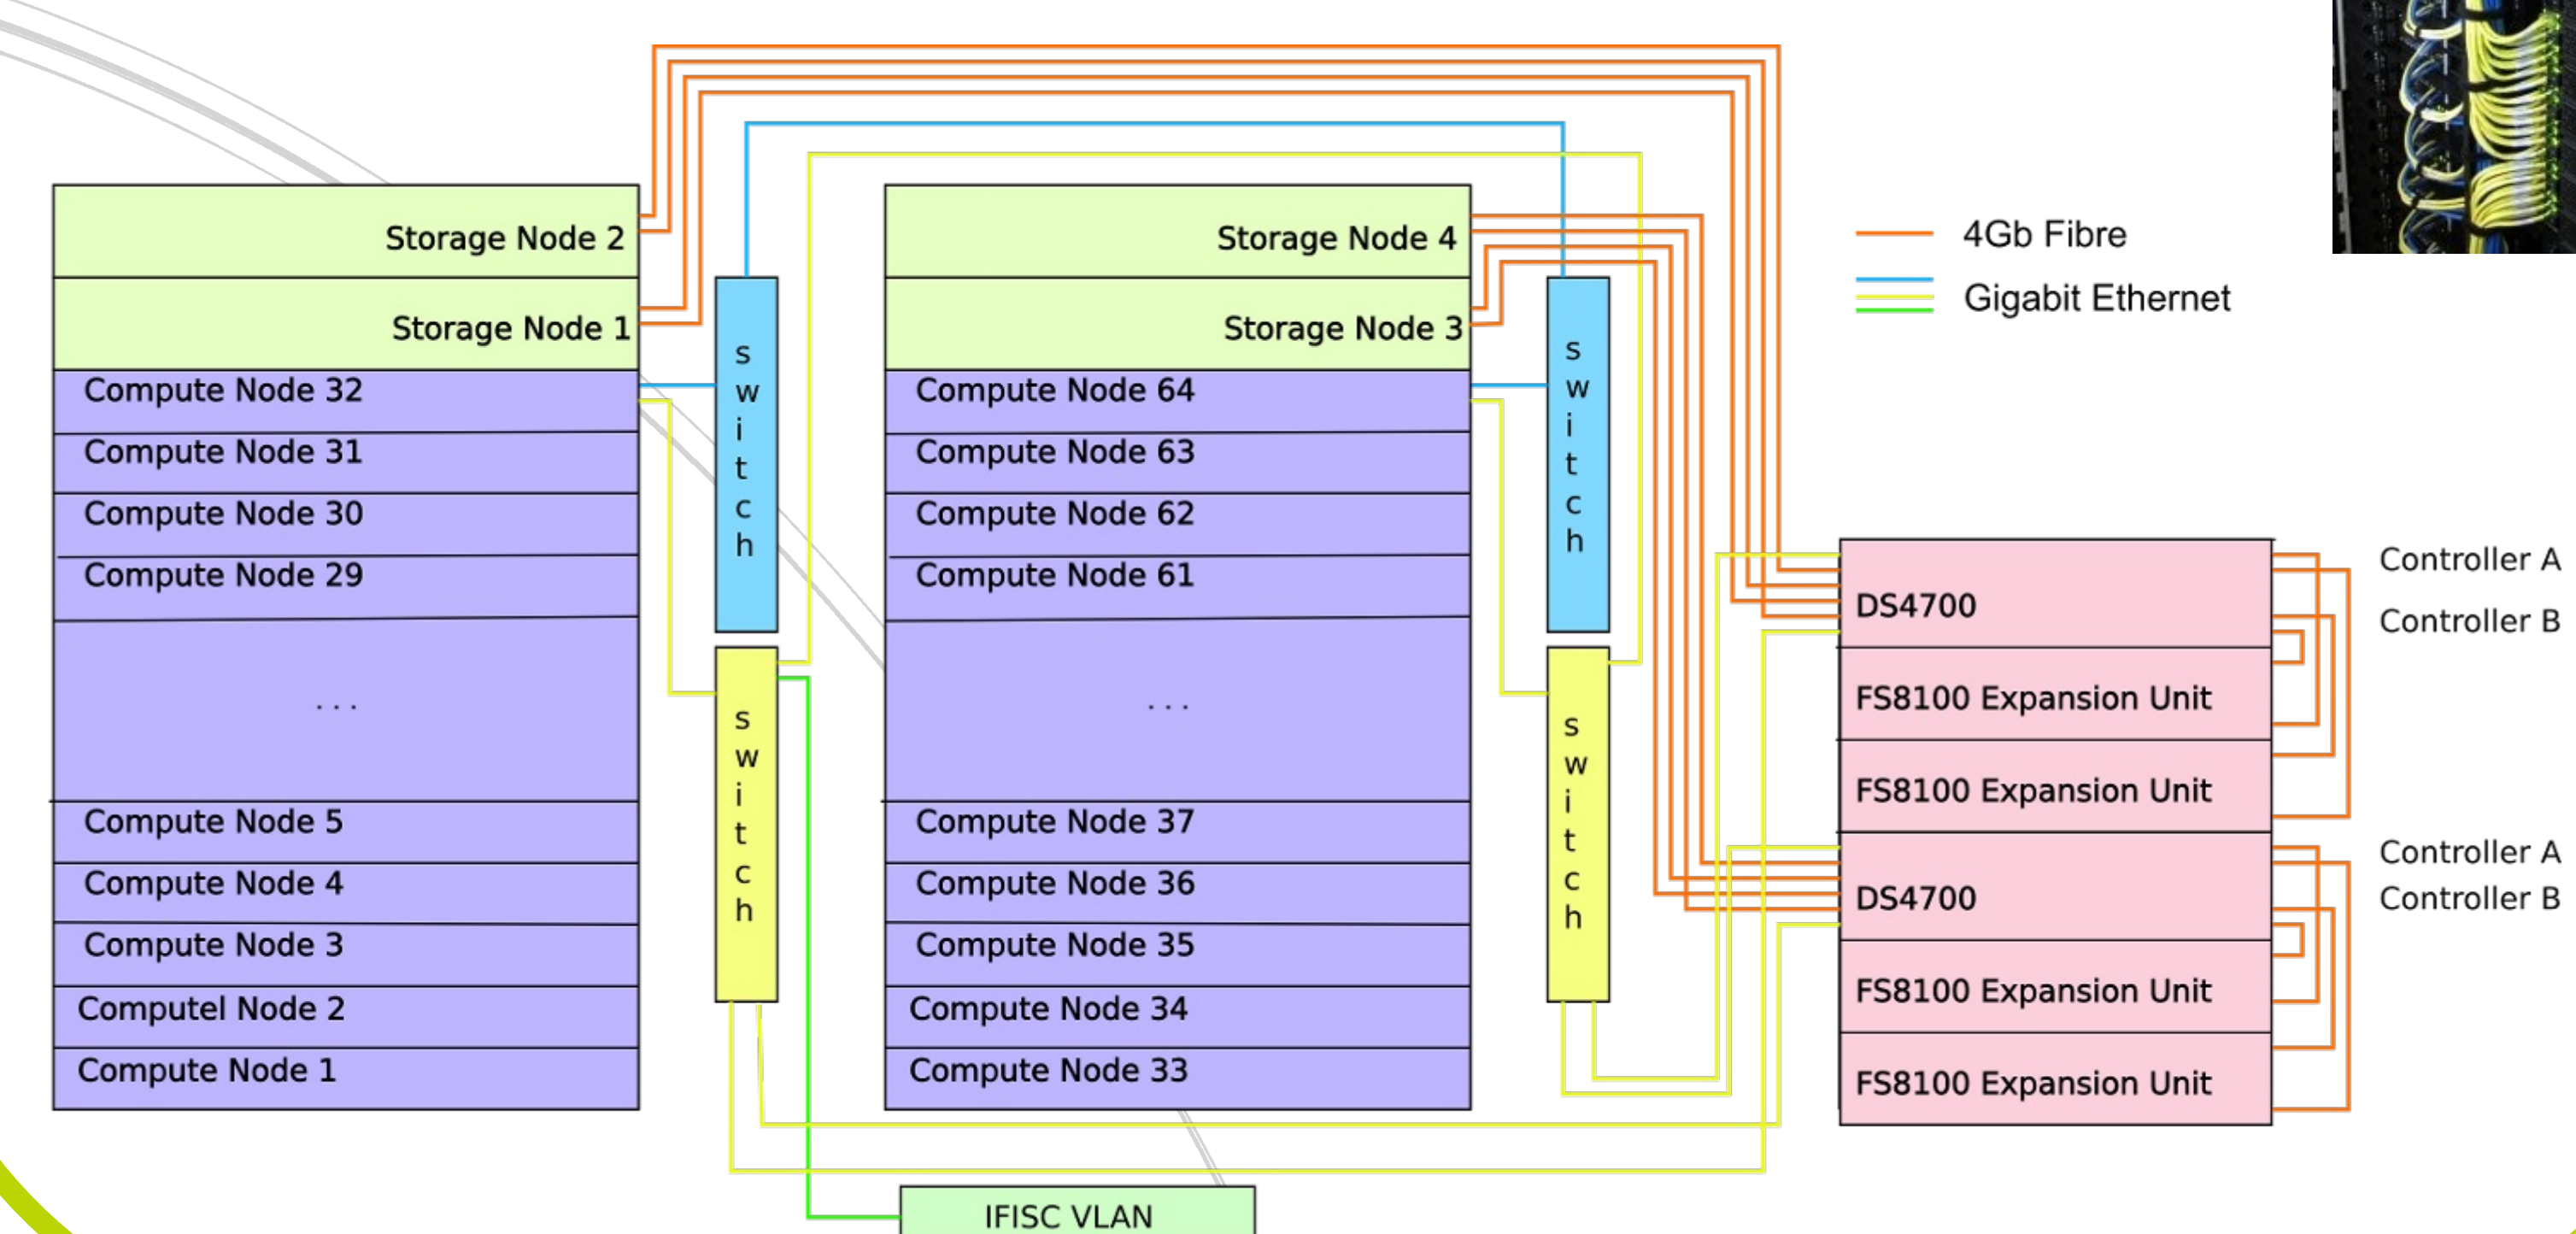 Storage Node 2
Storage Node 1
Compute Node 32
Compute Node 31
Compute Node 30
Compute Node 29
...
Compute Node 5
Compute Node 4
Compute Node 3
Computel Node 2
Compute Node 1
switch
switch
Storage Node 4
Storage Node 3
Compute Node 64
Compute Node 63
Compute Node 62
Compute Node 61
...
Compute Node 37
Compute Node 36
Compute Node 35
Compute Node 34
Compute Node 33
switch
switch
4Gb Fibre
Gigabit Ethernet
DS4700
FS8100 Expansion Unit
FS8100 Expansion Unit
DS4700
FS8100 Expansion Unit
FS8100 Expansion Unit
Controller A
Controller B
Controller A
Controller B
IFISC VLAN